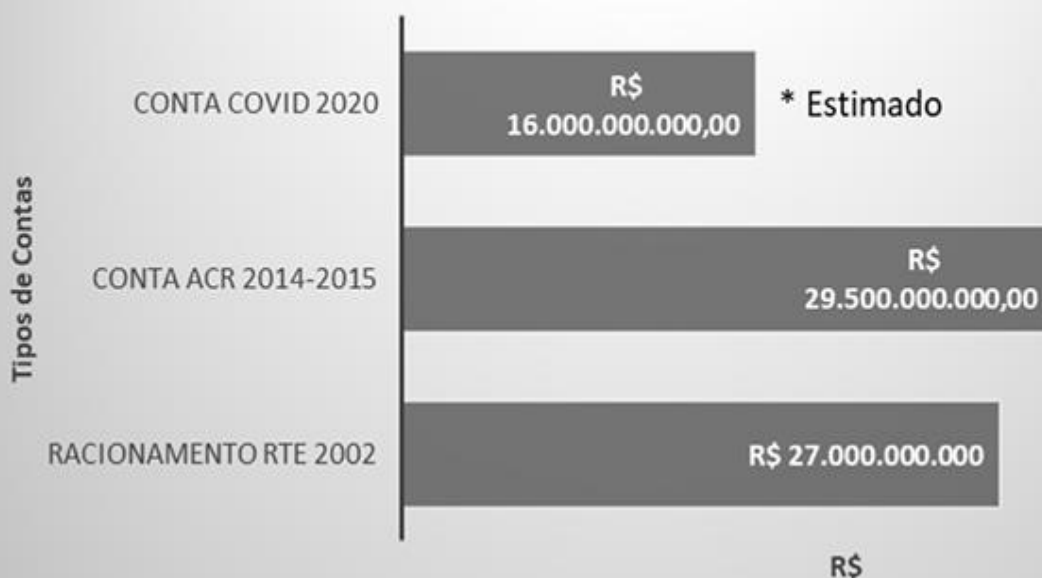 Tipos de Contas
CONTA COVID 2020
R$
16.000.000.000,00
* Estimado
CONTA ACR 2014-2015
R$
29.500.000.000,00
RACIONAMENTO RTE 2002
R$ 27.000.000.000
R$